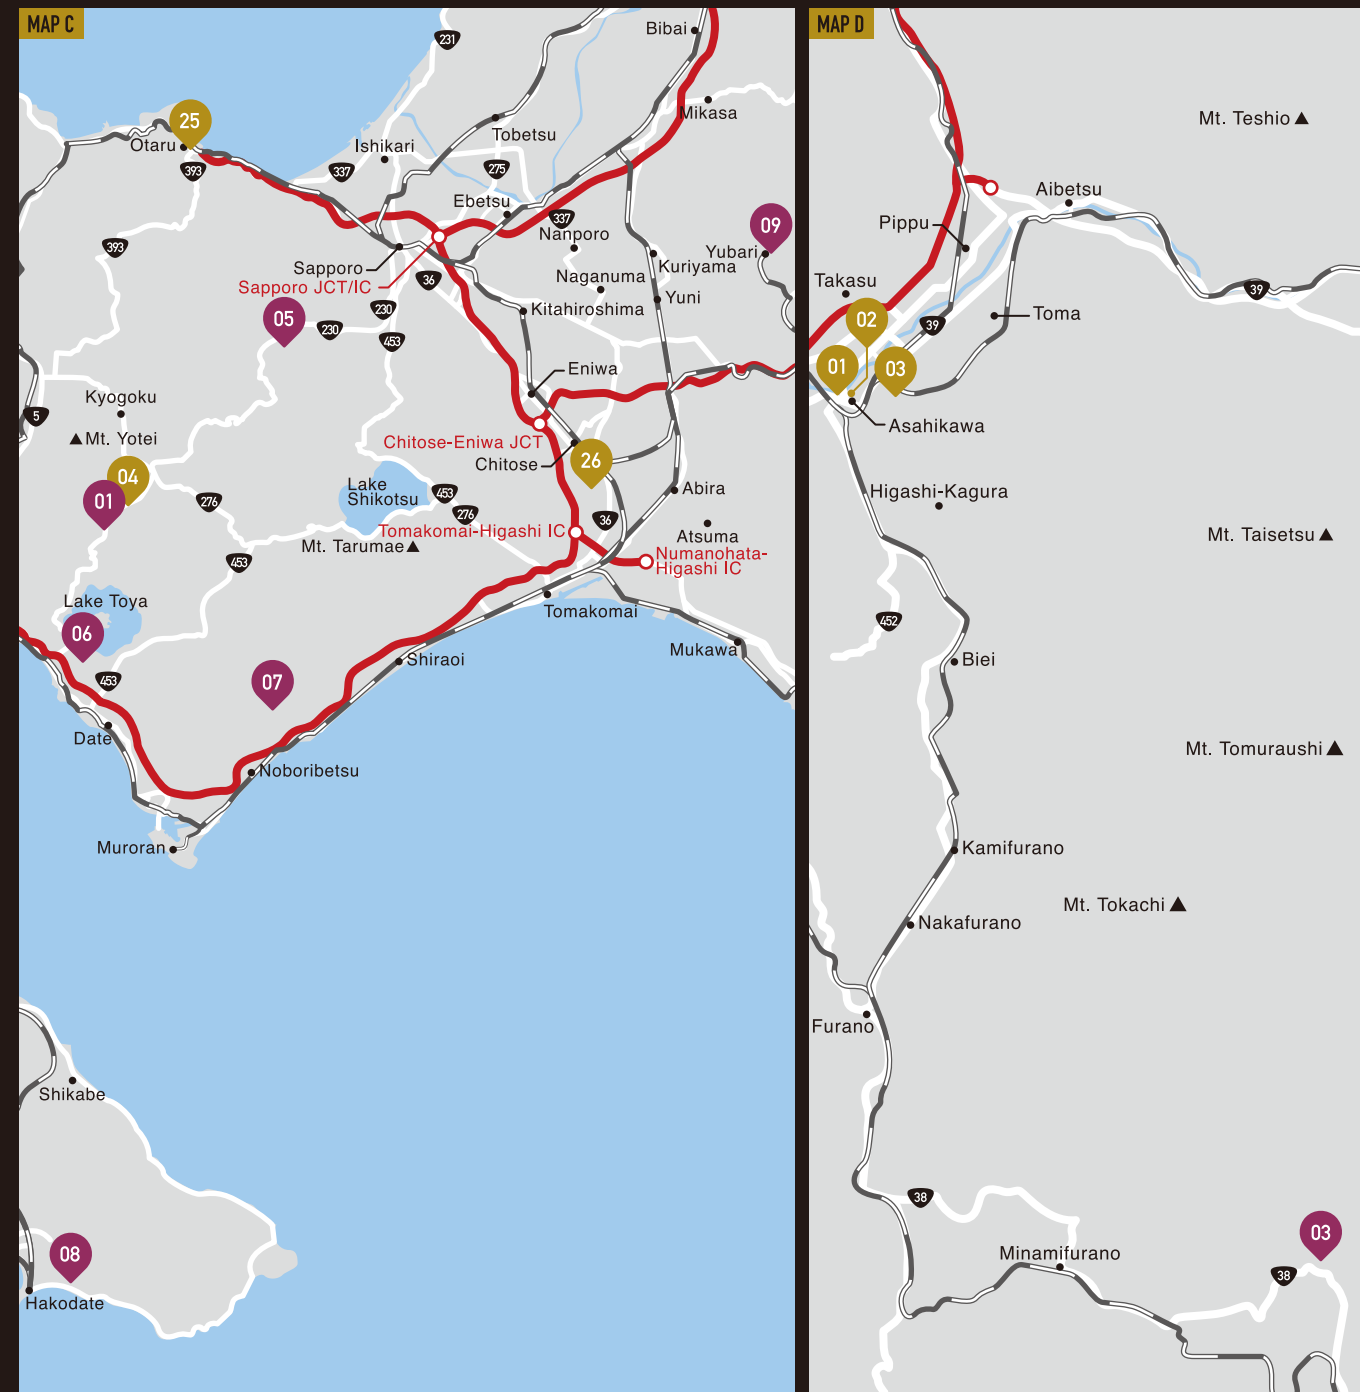 MAP C
231
Bibai
Mikasa
25
Otaru
393
Ishikari
337
Tobetsu
275
Ebetsu
337
Nanporo
09
Yubari
393
Sapporo
Sapporo JCT/IC
36
Naganuma
Kuriyama
Yuni
05
230
230
453
Kitahiroshima
Eniwa
Kyogoku
5
Mt. Yotei
04
01
276
Chitose-Eniwa JCT
Chitose
26
Lake
Shikotsu
453
276
Abira
36
Atsuma
Tomakomai-Higashi IC
Mt. Tarumae
Numanohata-
Higashi IC
453
Lake Toya
06
Tomakomai
Mukawa
453
07
Shiraoi
Date
Noboribetsu
Muroran
Shikabe
08
Hakodate
MAP D
Mt. Teshio
Aibetsu
Pippu
Takasu
39
02
39
Toma
01
03
Asahikawa
Higashi-Kagura
Mt. Taisetsu
452
Biei
Mt. Tomuraushi
Kamifurano
Mt. Tokachi
Nakafurano
Furano
38
Minamifurano
03
38